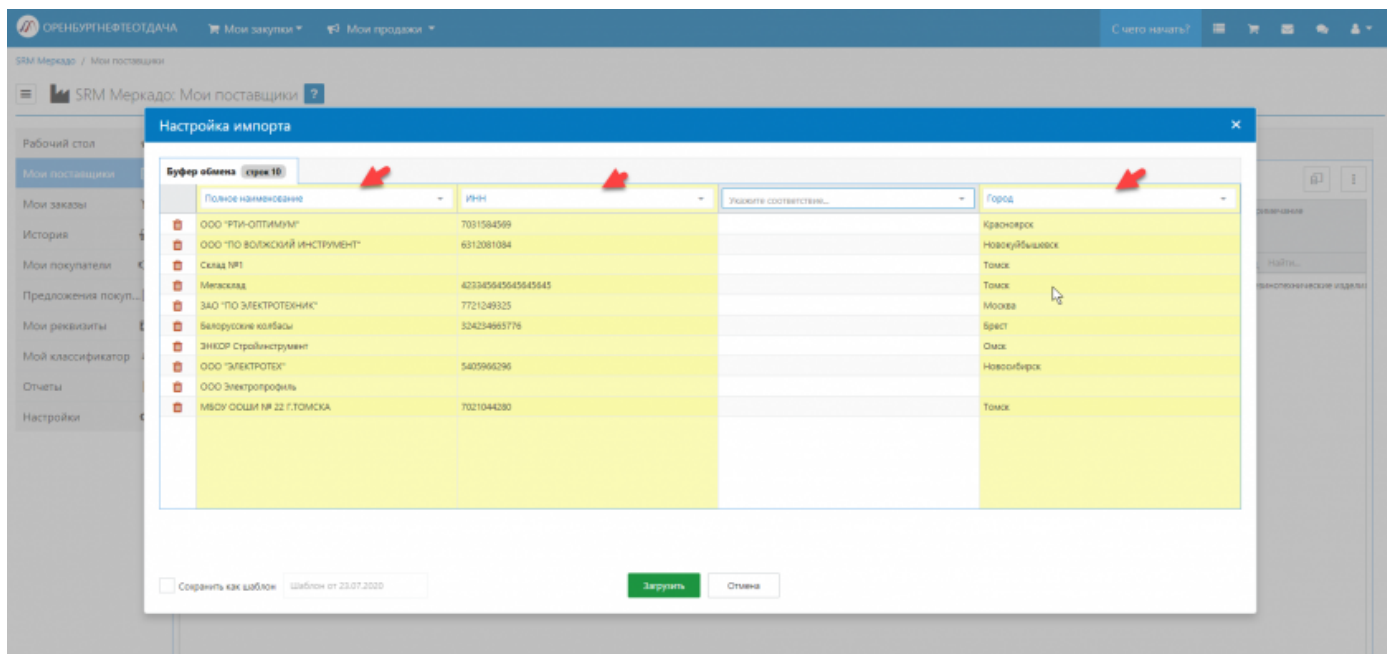 ОРЕНБУРГНЕФТЕОТДАЧА Мои закупки Мои продажи С чего начать?
SRM Меркадо / Мои поставщики
SRM Меркадо: Мои поставщики ?
Настройка импорта ×
Рабочий стол
Мои поставщики
Мои заказы
История
Мои покупатели
Предложения покуп...
Мои реквизиты
Мой классификатор
Отчеты
Настройки
Буфер обмена строк 10
Полное наименование ИНН Укажите соответствие... Город
ООО "РТИ-ОПТИМУМ" 7031584569 Красноярск
ООО "ПО ВОЛЖСКИЙ ИНСТРУМЕНТ" 6312081084 Новокуйбышевск
Склад №1 Томск
Мегасклад 423345645645645645 Томск
ЗАО "ПО ЭЛЕКТРОТЕХНИК" 7721249325 Москва
Белорусские колбасы 324234665776 Брест
ЭНКОР Стройинструмент Омск
ООО "ЭЛЕКТРОТЕХ" 5405966296 Новосибирск
ООО Электропрофиль
МБОУ ООШИ № 22 Г.ТОМСКА 7021044280 Томск
Найти...
Сохранить как шаблон Шаблон от 23.07.2020 Загрузить Отмена